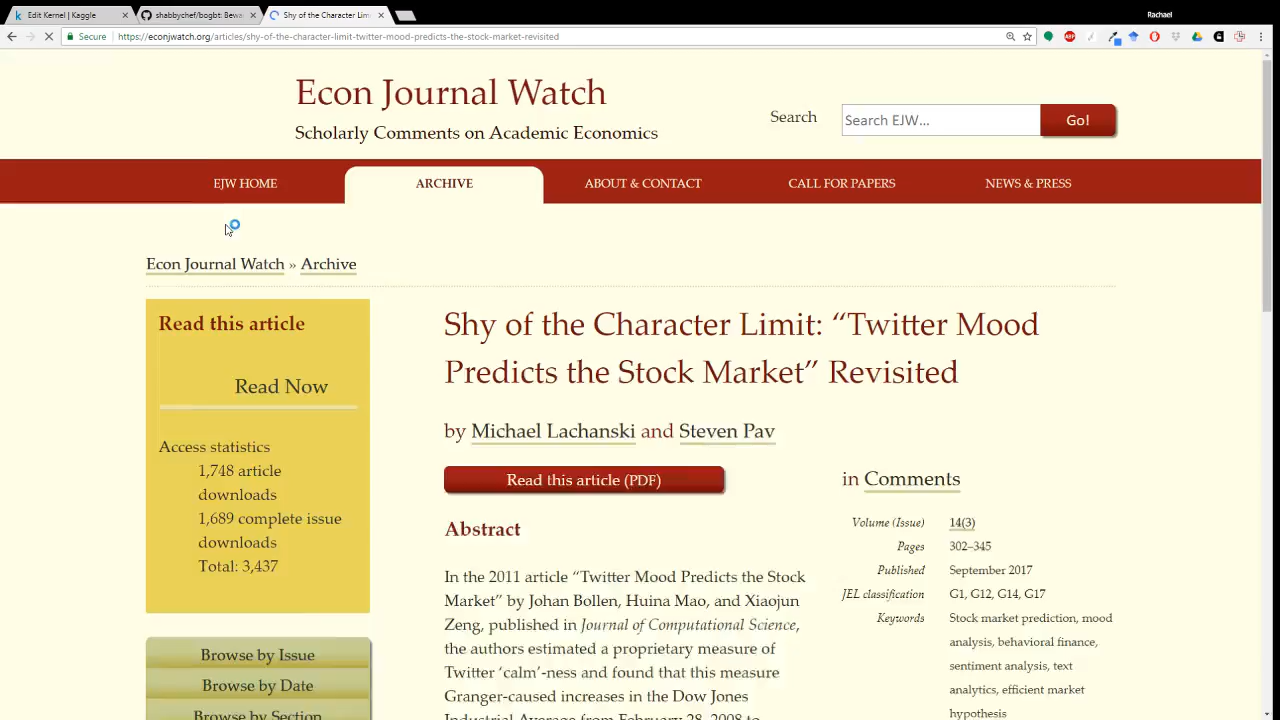 Edit Kernel | Kaggle
shabbychef/bogbt: Bewa
Shy of the Character Lim
Rachael
Secure
https://econjwatch.org/articles/shy-of-the-character-limit-twitter-mood-predicts-the-stock-market-revisited
Econ Journal Watch
Scholarly Comments on Academic Economics
Search
Search EJW...
Go!
EJW HOME
ARCHIVE
ABOUT & CONTACT
CALL FOR PAPERS
NEWS & PRESS
Econ Journal Watch » Archive
Read this article
Read Now
Access statistics
1,748 article
downloads
1,689 complete issue
downloads
Total: 3,437
Browse by Issue
Browse by Date
Browse by Section
Shy of the Character Limit: “Twitter Mood
Predicts the Stock Market” Revisited
by Michael Lachanski and Steven Pav
Read this article (PDF)
Abstract
In the 2011 article “Twitter Mood Predicts the Stock
Market” by Johan Bollen, Huina Mao, and Xiaojun
Zeng, published in Journal of Computational Science,
the authors estimated a proprietary measure of
Twitter ‘calm’-ness and found that this measure
Granger-caused increases in the Dow Jones
Industrial Average from February 28, 2008 to
in Comments
Volume (Issue) 14(3)
Pages 302–345
Published September 2017
JEL classification G1, G12, G14, G17
Keywords Stock market prediction, mood
analysis, behavioral finance,
sentiment analysis, text
analytics, efficient market
hypothesis